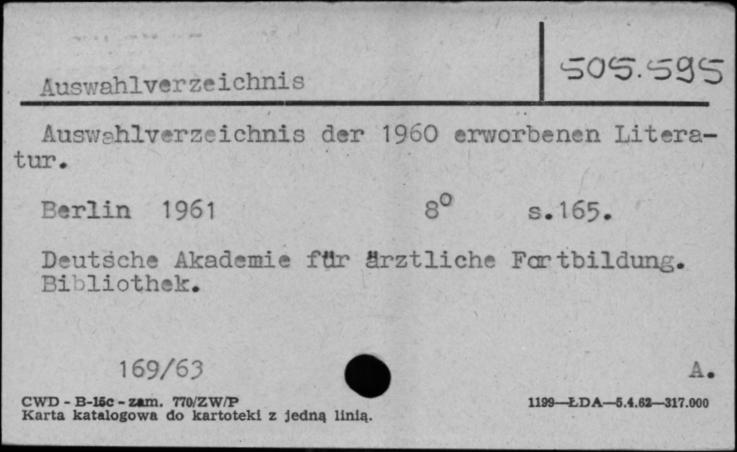 Auswahlverzeichnis
505.595
Auswahlverzeichnis der 1960 erworbenen Litera-
tur.
Berlin 1961 8° s.165.
Deutsche Akademie für ärztliche Fortbildung.
Bibliothek.
169/63 A.
CWD - B-15c - zam. 770/ZW/P
Karta katalogowa do kartoteki z jedną linią.
1199—ŁDA—5.4.62—317.000